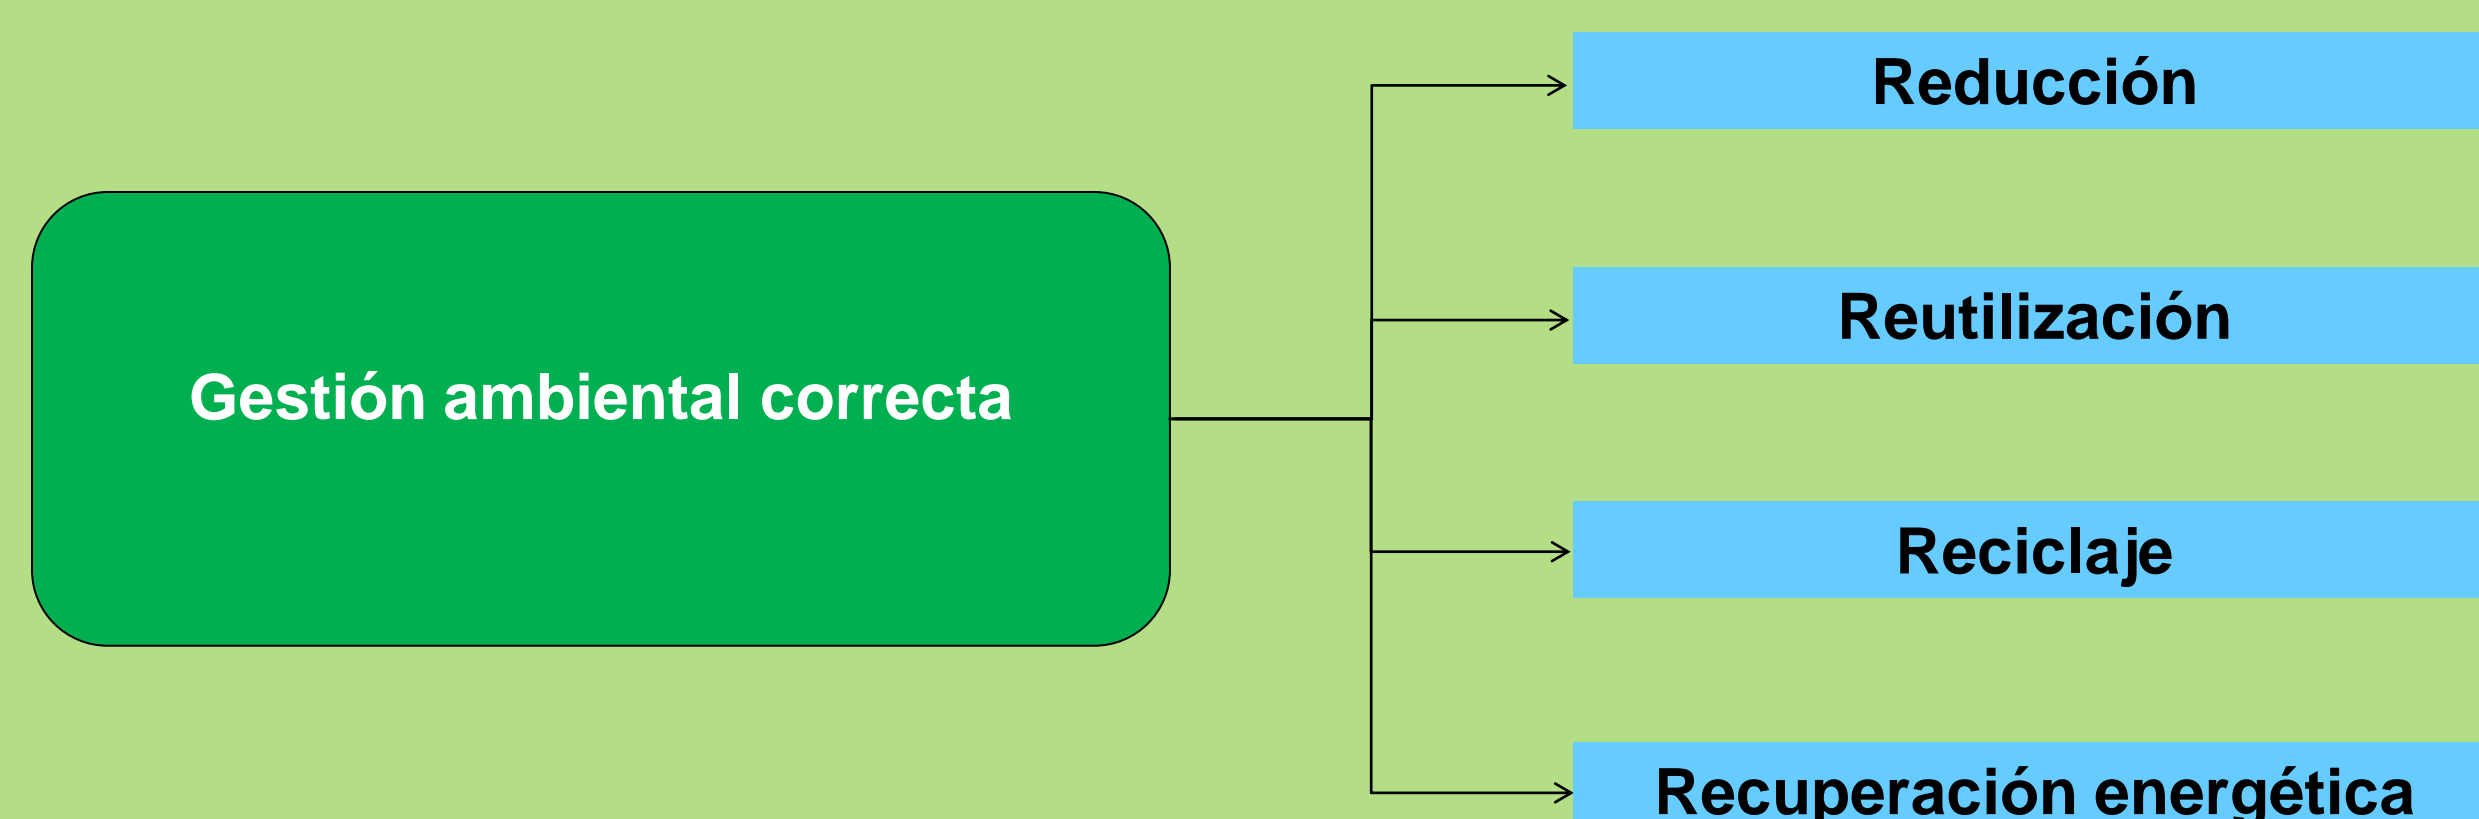 Reducción
Reutilización
Gestión ambiental correcta
Reciclaje
Recuperación energética